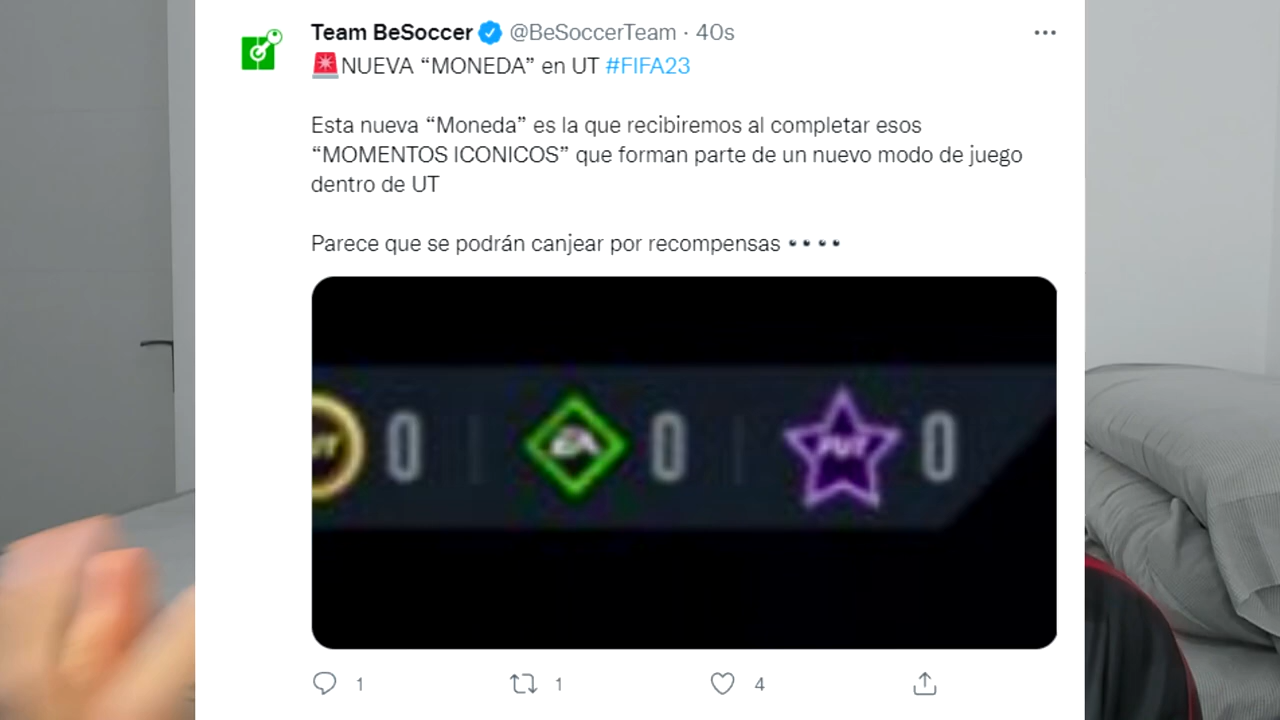 Team BeSoccer @BeSoccerTeam · 40s
NUEVA “MONEDA” en UT #FIFA23
Esta nueva “Moneda” es la que recibiremos al completar esos
“MOMENTOS ICONICOS” que forman parte de un nuevo modo de juego
dentro de UT
Parece que se podrán canjear por recompensas
0 EA 0 FUT 0
1 1 4